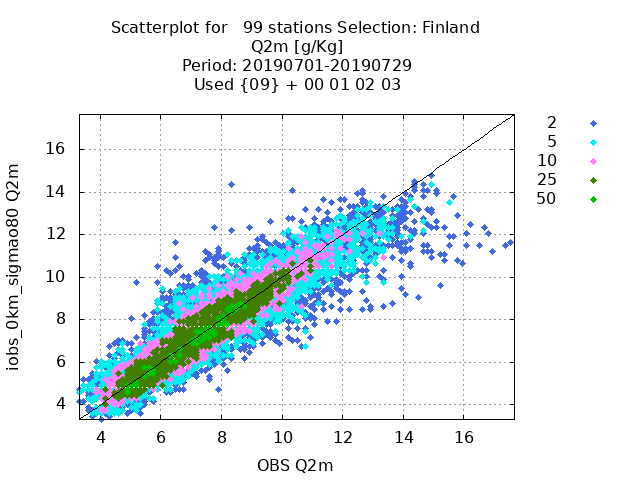 Scatterplot for 99 stations Selection: Finland
Q2m [g/Kg]
Period: 20190701-20190729
Used {09} + 00 01 02 03
2
5
10
25
50
iobs_0km_sigmao80 Q2m
16
14
12
10
8
6
4
4 6 8 10 12 14 16
OBS Q2m